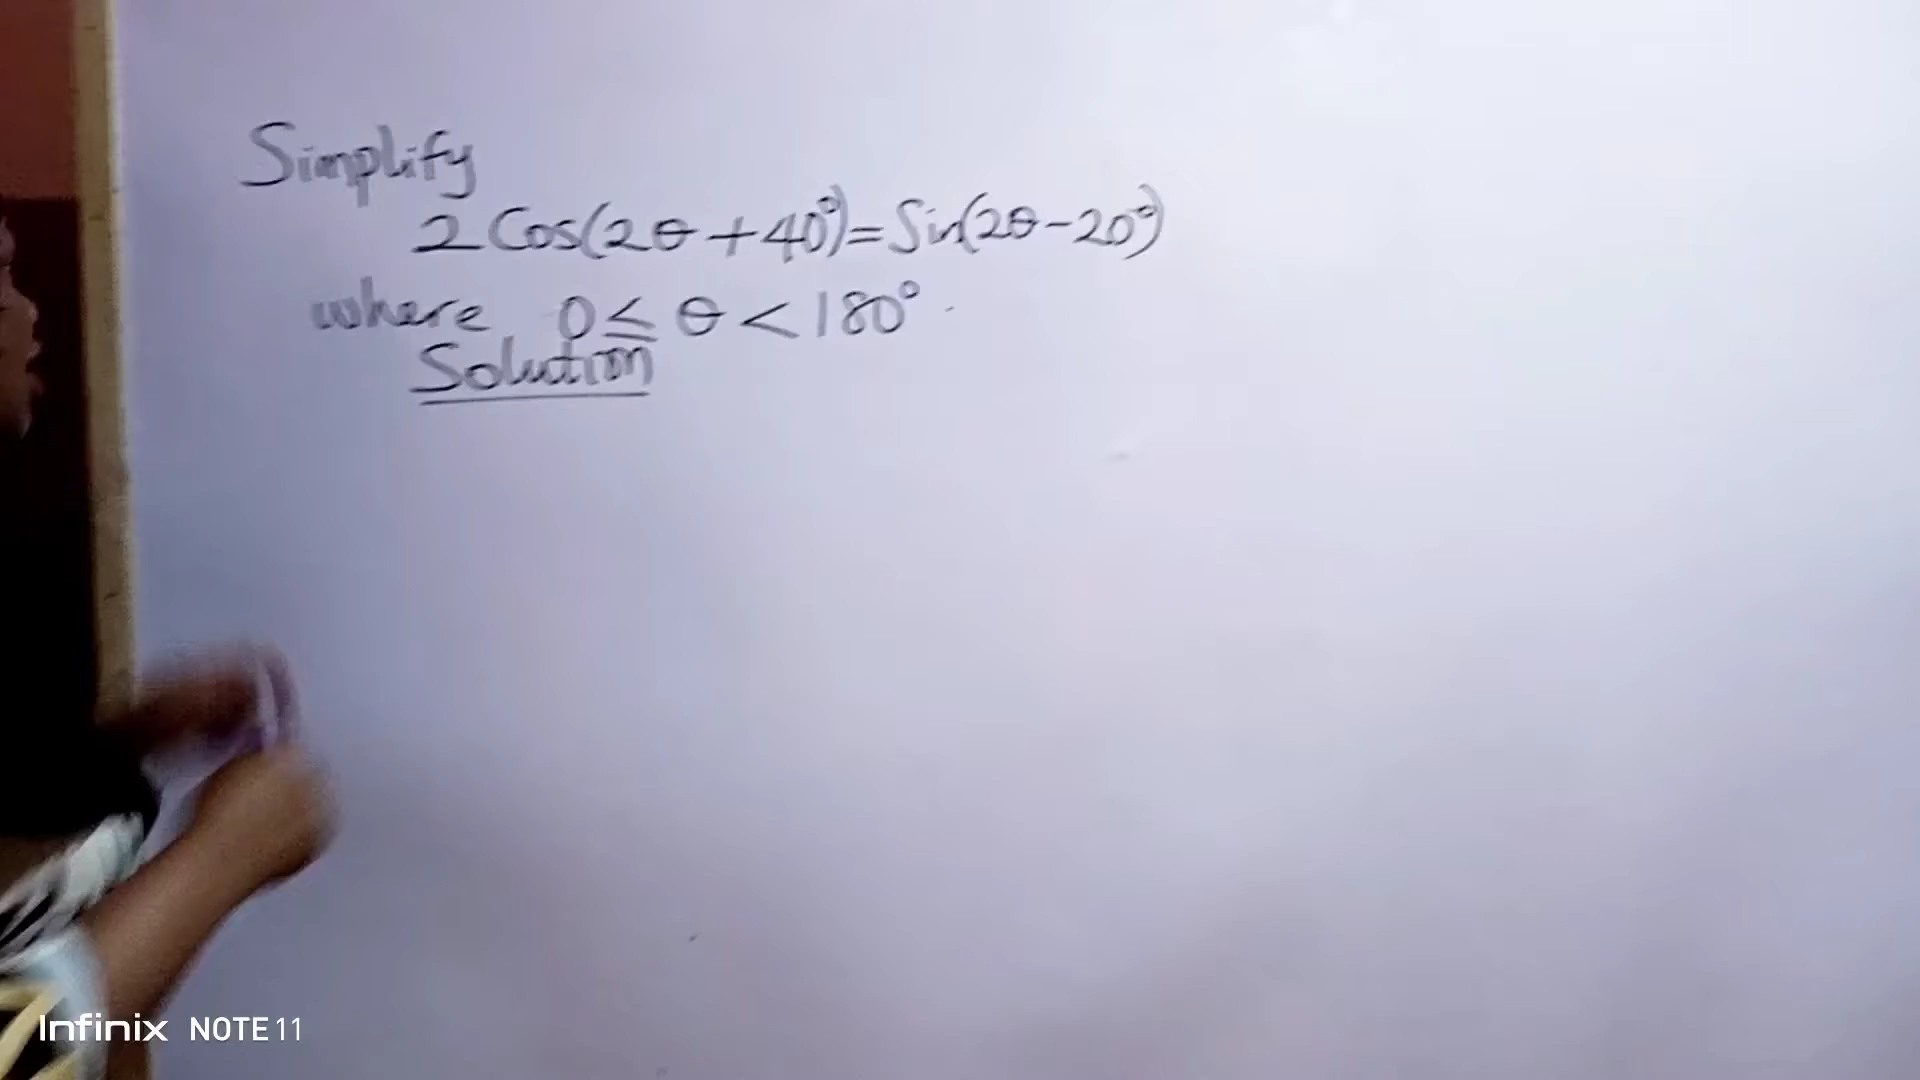 Simplify
2 Cos(2θ+40°)=Sin(2θ-20°)
where 0≤θ<180°
Solution
Infinix NOTE 11